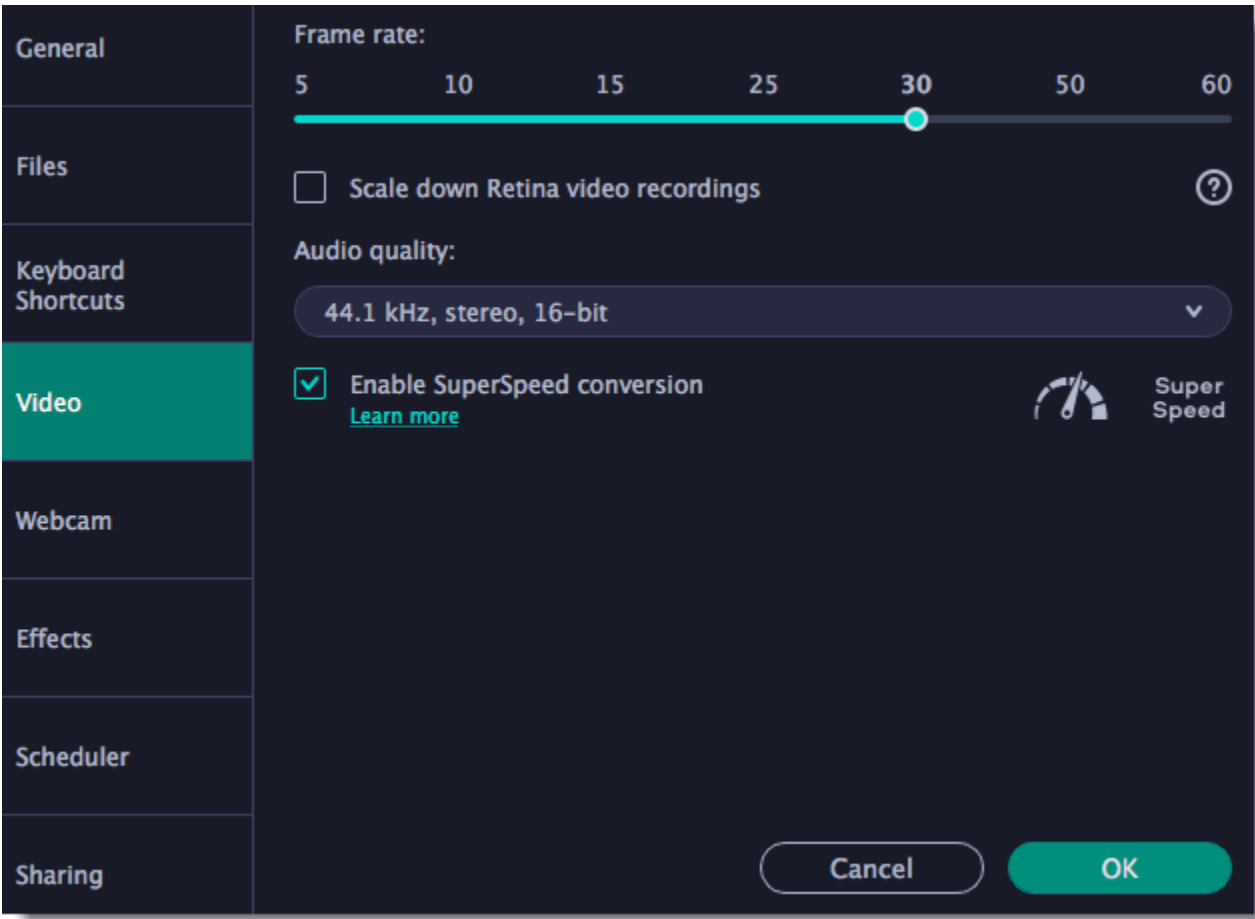 General
Files
Keyboard
Shortcuts
Video
Webcam
Effects
Scheduler
Sharing
Frame rate:
5 10 15 25 30 50 60
Scale down Retina video recordings ?
Audio quality:
44.1 kHz, stereo, 16-bit
Enable SuperSpeed conversion
Learn more
Super
Speed
Cancel OK